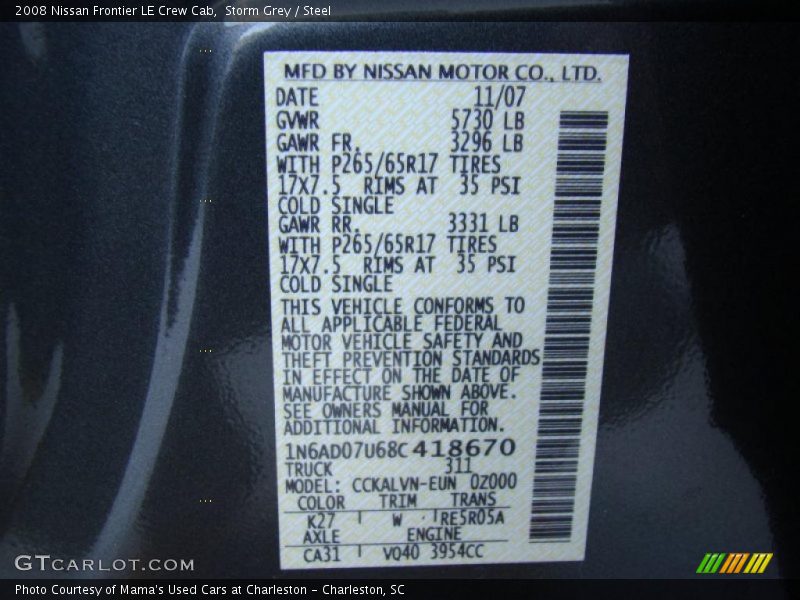 2008 Nissan Frontier LE Crew Cab,  Storm Grey / Steel
MFD BY NISSAN MOTOR CO., LTD.
DATE 11/07
GVWR 5730 LB
GAWR FR. 3296 LB
WITH P265/65R17 TIRES
17X7.5 RIMS AT 35 PSI
COLD SINGLE
GAWR RR. 3331 LB
WITH P265/65R17 TIRES
17X7.5 RIMS AT 35 PSI
COLD SINGLE
THIS VEHICLE CONFORMS TO
ALL APPLICABLE FEDERAL
MOTOR VEHICLE SAFETY AND
THEFT PREVENTION STANDARDS
IN EFFECT ON THE DATE OF
MANUFACTURE SHOWN ABOVE.
SEE OWNERS MANUAL FOR
ADDITIONAL INFORMATION.
1N6AD07U68C418670
TRUCK 311
MODEL: CCKALVN-EUN 0Z000
COLOR TRIM TRANS
K27 W RE5R05A
AXLE ENGINE
CA31 VQ40 3954CC
GTCARCOM.COM
Photo Courtesy of Mama's Used Cars at Charleston - Charleston, SC